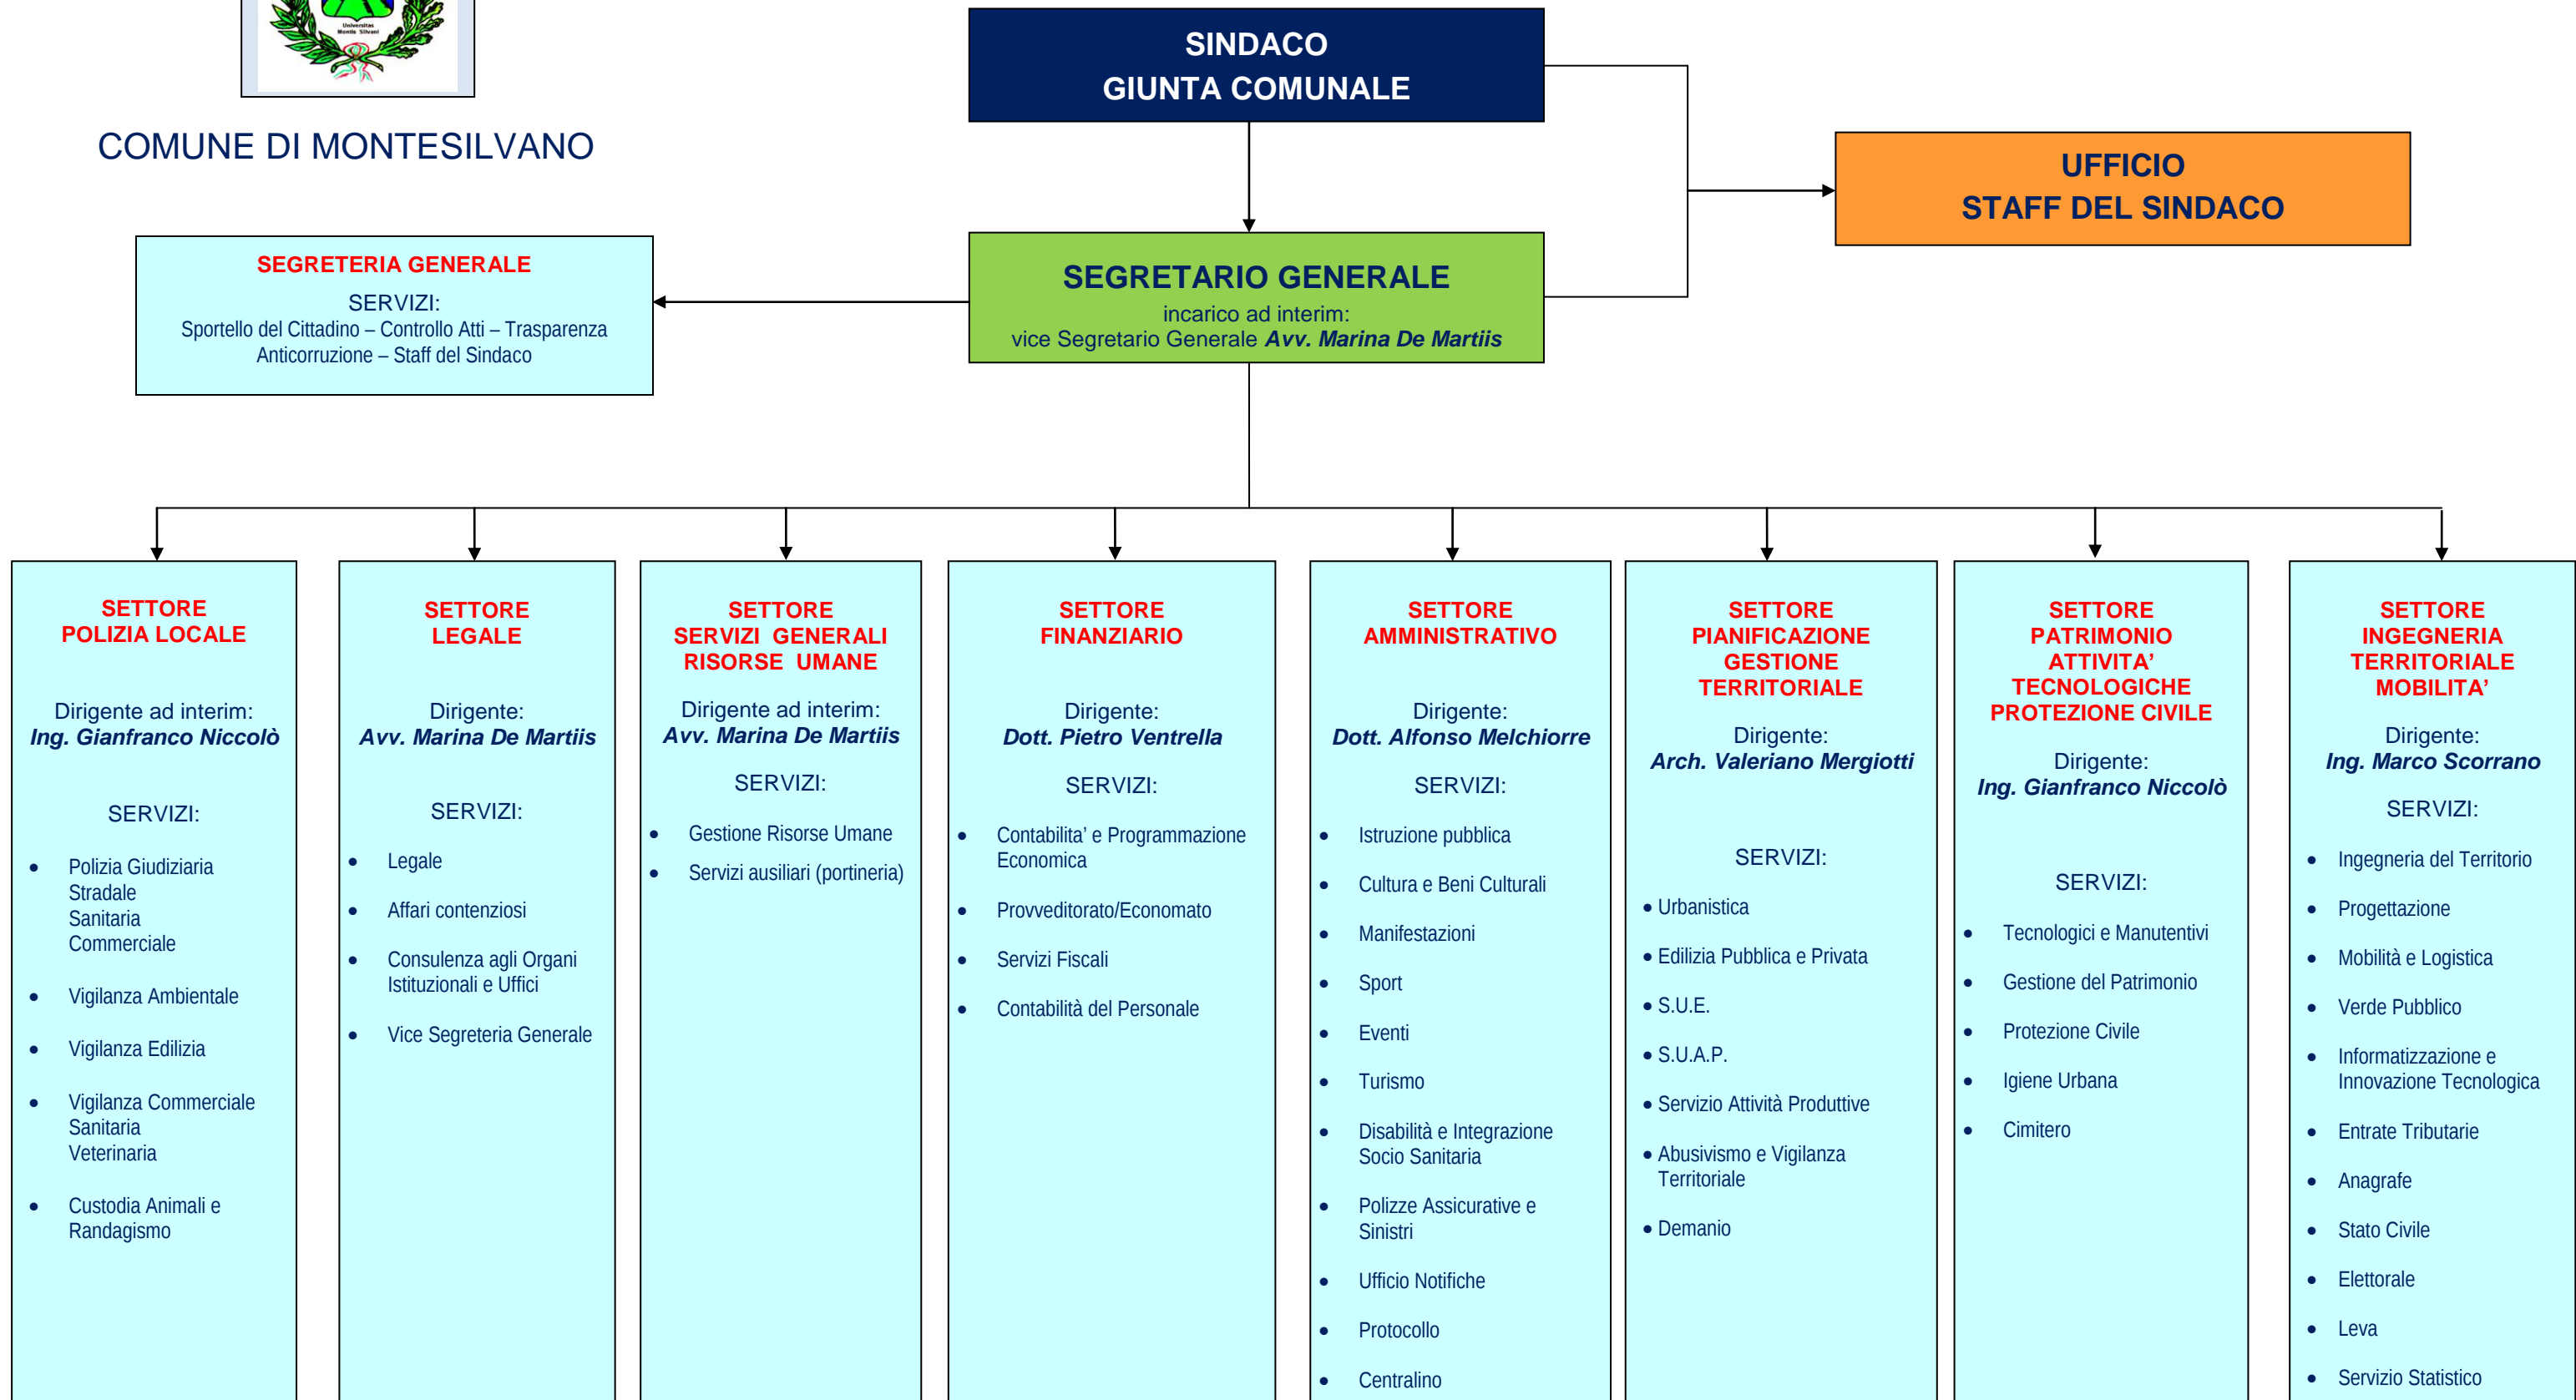 Universitas
Montis Silvani
COMUNE DI MONTESILVANO
SINDACO
GIUNTA COMUNALE
UFFICIO
STAFF DEL SINDACO
SEGRETERIA GENERALE
SERVIZI:
Sportello del Cittadino – Controllo Atti – Trasparenza
Anticorruzione – Staff del Sindaco
SEGRETARIO GENERALE
incarico ad interim:
vice Segretario Generale Avv. Marina De Martiis
SETTORE
POLIZIA LOCALE
Dirigente ad interim:
Ing. Gianfranco Niccolò
SERVIZI:
• Polizia Giudiziaria
Stradale
Sanitaria
Commerciale
• Vigilanza Ambientale
• Vigilanza Edilizia
• Vigilanza Commerciale
Sanitaria
Veterinaria
• Custodia Animali e
Randagismo
SETTORE
LEGALE
Dirigente:
Avv. Marina De Martiis
SERVIZI:
• Legale
• Affari contenziosi
• Consulenza agli Organi
Istituzionali e Uffici
• Vice Segreteria Generale
SETTORE
SERVIZI GENERALI
RISORSE UMANE
Dirigente ad interim:
Avv. Marina De Martiis
SERVIZI:
• Gestione Risorse Umane
• Servizi ausiliari (portineria)
SETTORE
FINANZIARIO
Dirigente:
Dott. Pietro Ventrella
SERVIZI:
• Contabilita’ e Programmazione
Economica
• Provveditorato/Economato
• Servizi Fiscali
• Contabilità del Personale
SETTORE
AMMINISTRATIVO
Dirigente:
Dott. Alfonso Melchiorre
SERVIZI:
• Istruzione pubblica
• Cultura e Beni Culturali
• Manifestazioni
• Sport
• Eventi
• Turismo
• Disabilità e Integrazione
Socio Sanitaria
• Polizze Assicurative e
Sinistri
• Ufficio Notifiche
• Protocollo
• Centralino
SETTORE
PIANIFICAZIONE
GESTIONE
TERRITORIALE
Dirigente:
Arch. Valeriano Mergiotti
SERVIZI:
• Urbanistica
• Edilizia Pubblica e Privata
• S.U.E.
• S.U.A.P.
• Servizio Attività Produttive
• Abusivismo e Vigilanza
Territoriale
• Demanio
SETTORE
PATRIMONIO
ATTIVITA’
TECNOLOGICHE
PROTEZIONE CIVILE
Dirigente:
Ing. Gianfranco Niccolò
SERVIZI:
• Tecnologici e Manutentivi
• Gestione del Patrimonio
• Protezione Civile
• Igiene Urbana
• Cimitero
SETTORE
INGEGNERIA
TERRITORIALE
MOBILITA’
Dirigente:
Ing. Marco Scorrano
SERVIZI:
• Ingegneria del Territorio
• Progettazione
• Mobilità e Logistica
• Verde Pubblico
• Informatizzazione e
Innovazione Tecnologica
• Entrate Tributarie
• Anagrafe
• Stato Civile
• Elettorale
• Leva
• Servizio Statistico